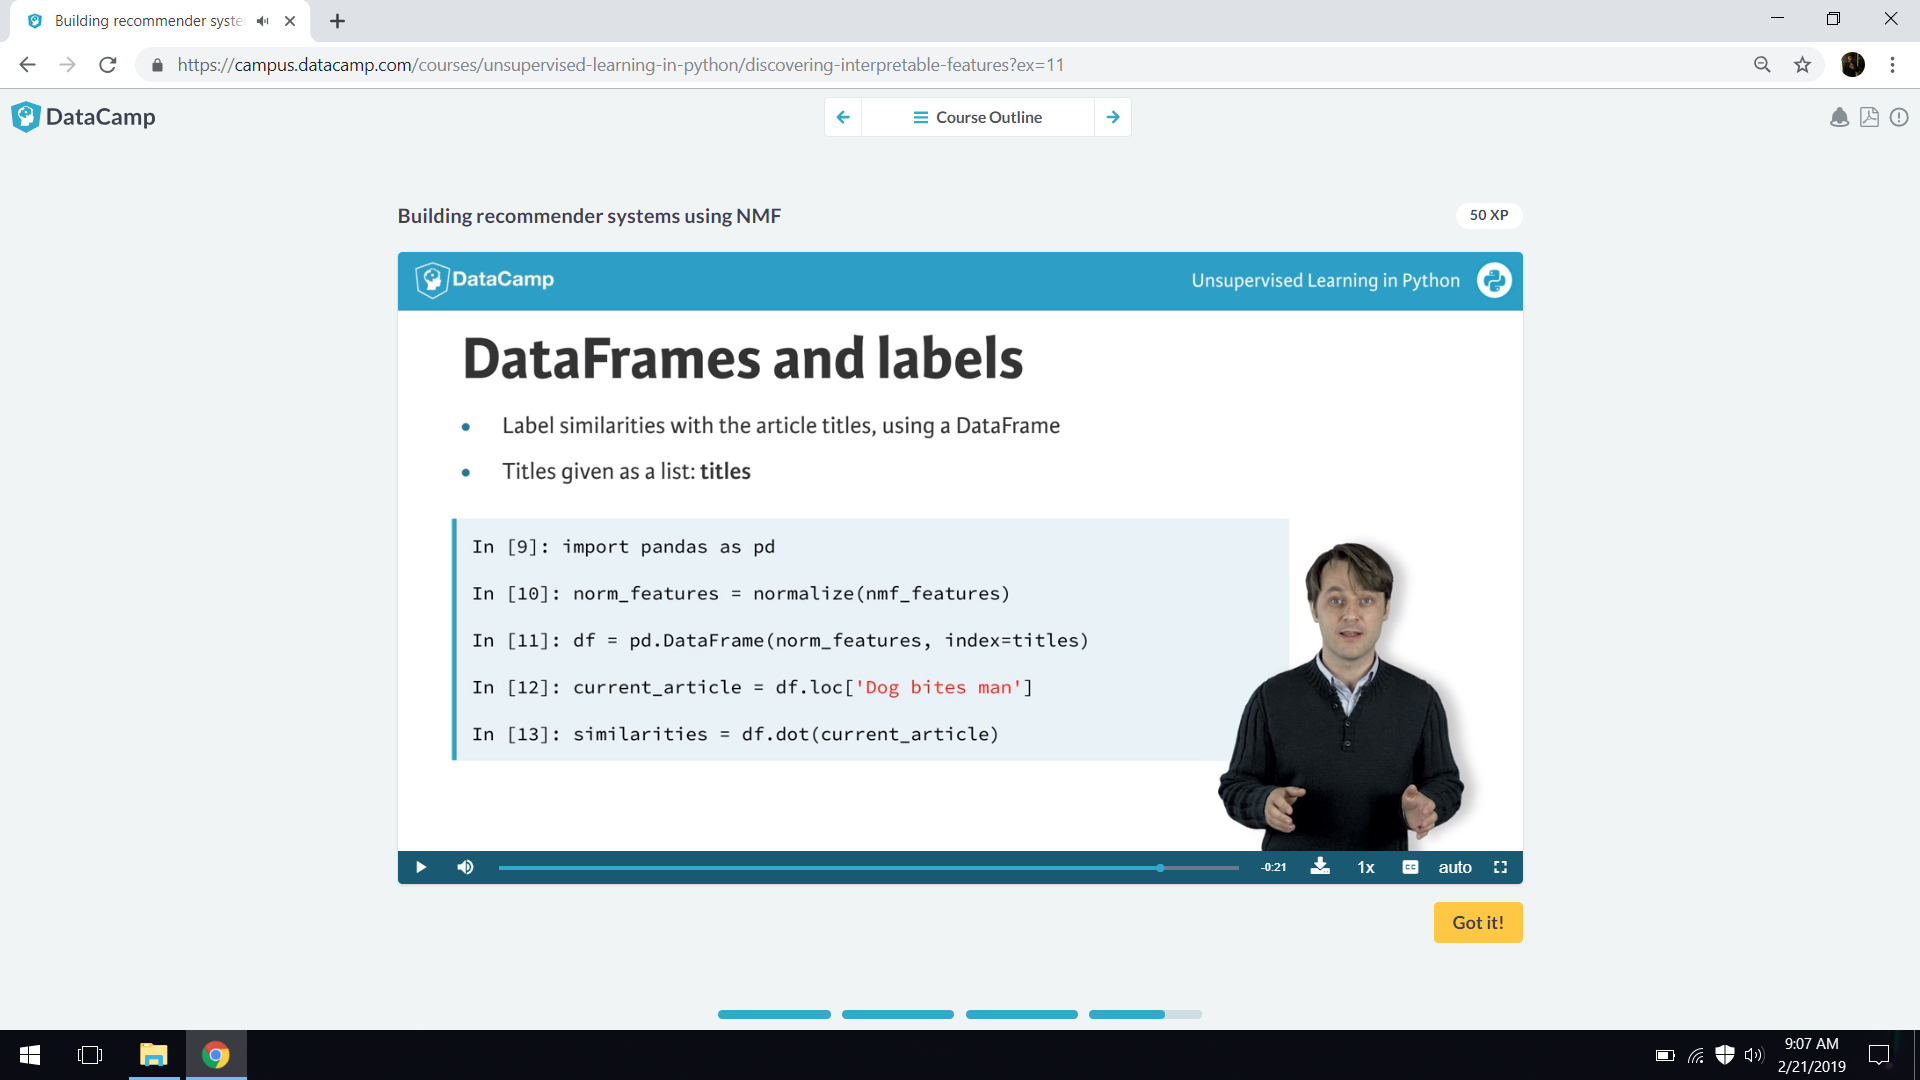 Building recommender syste
https://campus.datacamp.com/courses/unsupervised-learning-in-python/discovering-interpretable-features?ex=11
DataCamp
Course Outline
Building recommender systems using NMF
50 XP
DataCamp
Unsupervised Learning in Python
DataFrames and labels
• Label similarities with the article titles, using a DataFrame
• Titles given as a list: titles
In [9]: import pandas as pd
In [10]: norm_features = normalize(nmf_features)
In [11]: df = pd.DataFrame(norm_features, index=titles)
In [12]: current_article = df.loc['Dog bites man']
In [13]: similarities = df.dot(current_article)
-0:21
1x
CC
auto
Got it!
9:07 AM
2/21/2019